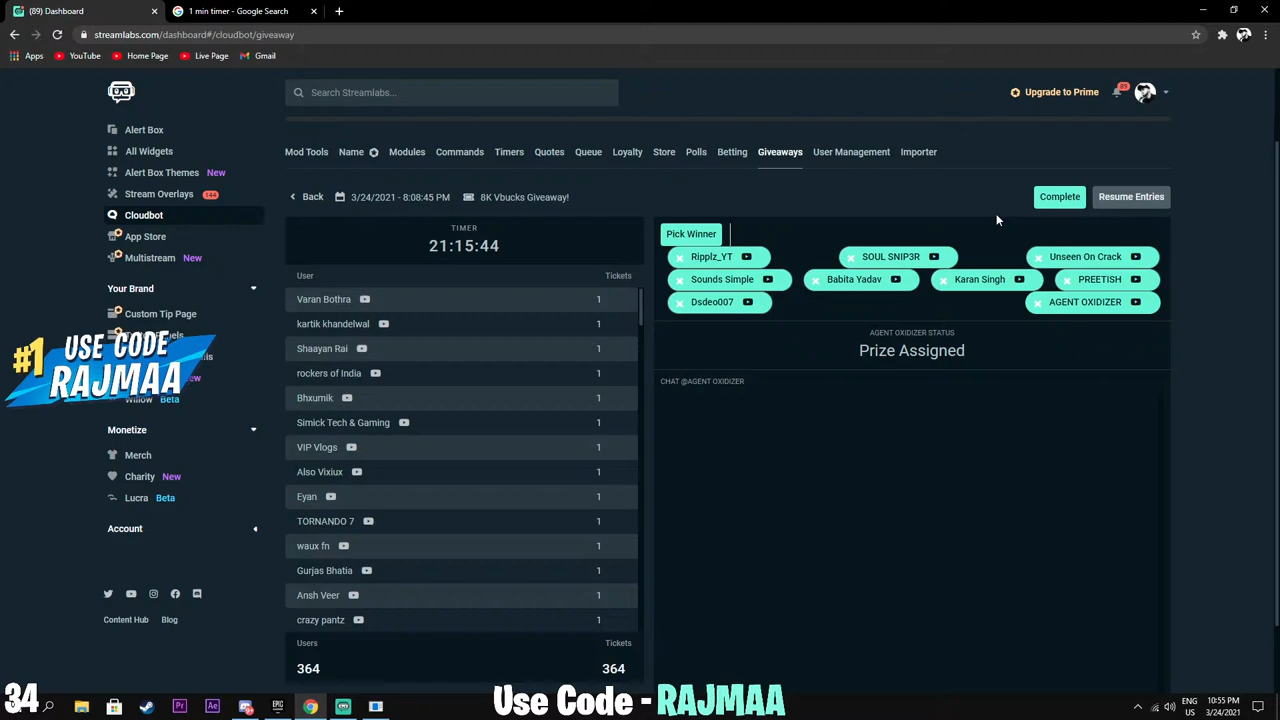 (89) Dashboard
1 min timer - Google Search
streamlabs.com/dashboard#/cloudbot/giveaway
Apps YouTube Home Page Live Page Gmail
Search Streamlabs...
Upgrade to Prime
Alert Box
All Widgets
Alert Box Themes New
Stream Overlays 144
Cloudbot
App Store
Multistream New
Your Brand
Custom Tip Page
Beta
Monetize
Merch
Charity New
Lucra Beta
Account
Content Hub Blog
#1 USE CODE
RAJMAA
Mod Tools Name Modules Commands Timers Quotes Queue Loyalty Store Polls Betting Giveaways User Management Importer
Back 3/24/2021 - 8:08:45 PM 8K Vbucks Giveaway!
Complete Resume Entries
TIMER
21:15:44
User Tickets
Varan Bothra 1
kartik khandelwal 1
Shaayan Rai 1
rockers of India 1
Bhxumik 1
Simick Tech & Gaming 1
VIP Vlogs 1
Also Vixiux 1
Eyan 1
TORNANDO 7 1
waux fn 1
Gurjas Bhatia 1
Ansh Veer 1
crazy pantz 1
Users Tickets
364 364
Pick Winner
Ripplz_YT SOUL SNIP3R Unseen On Crack
Sounds Simple Babita Yadav Karan Singh PREETISH
Dsdeo007 AGENT OXIDIZER
AGENT OXIDIZER STATUS
Prize Assigned
CHAT @AGENT OXIDIZER
34
Use Code - RAJMAA
ENG
US
10:55 PM
3/24/2021